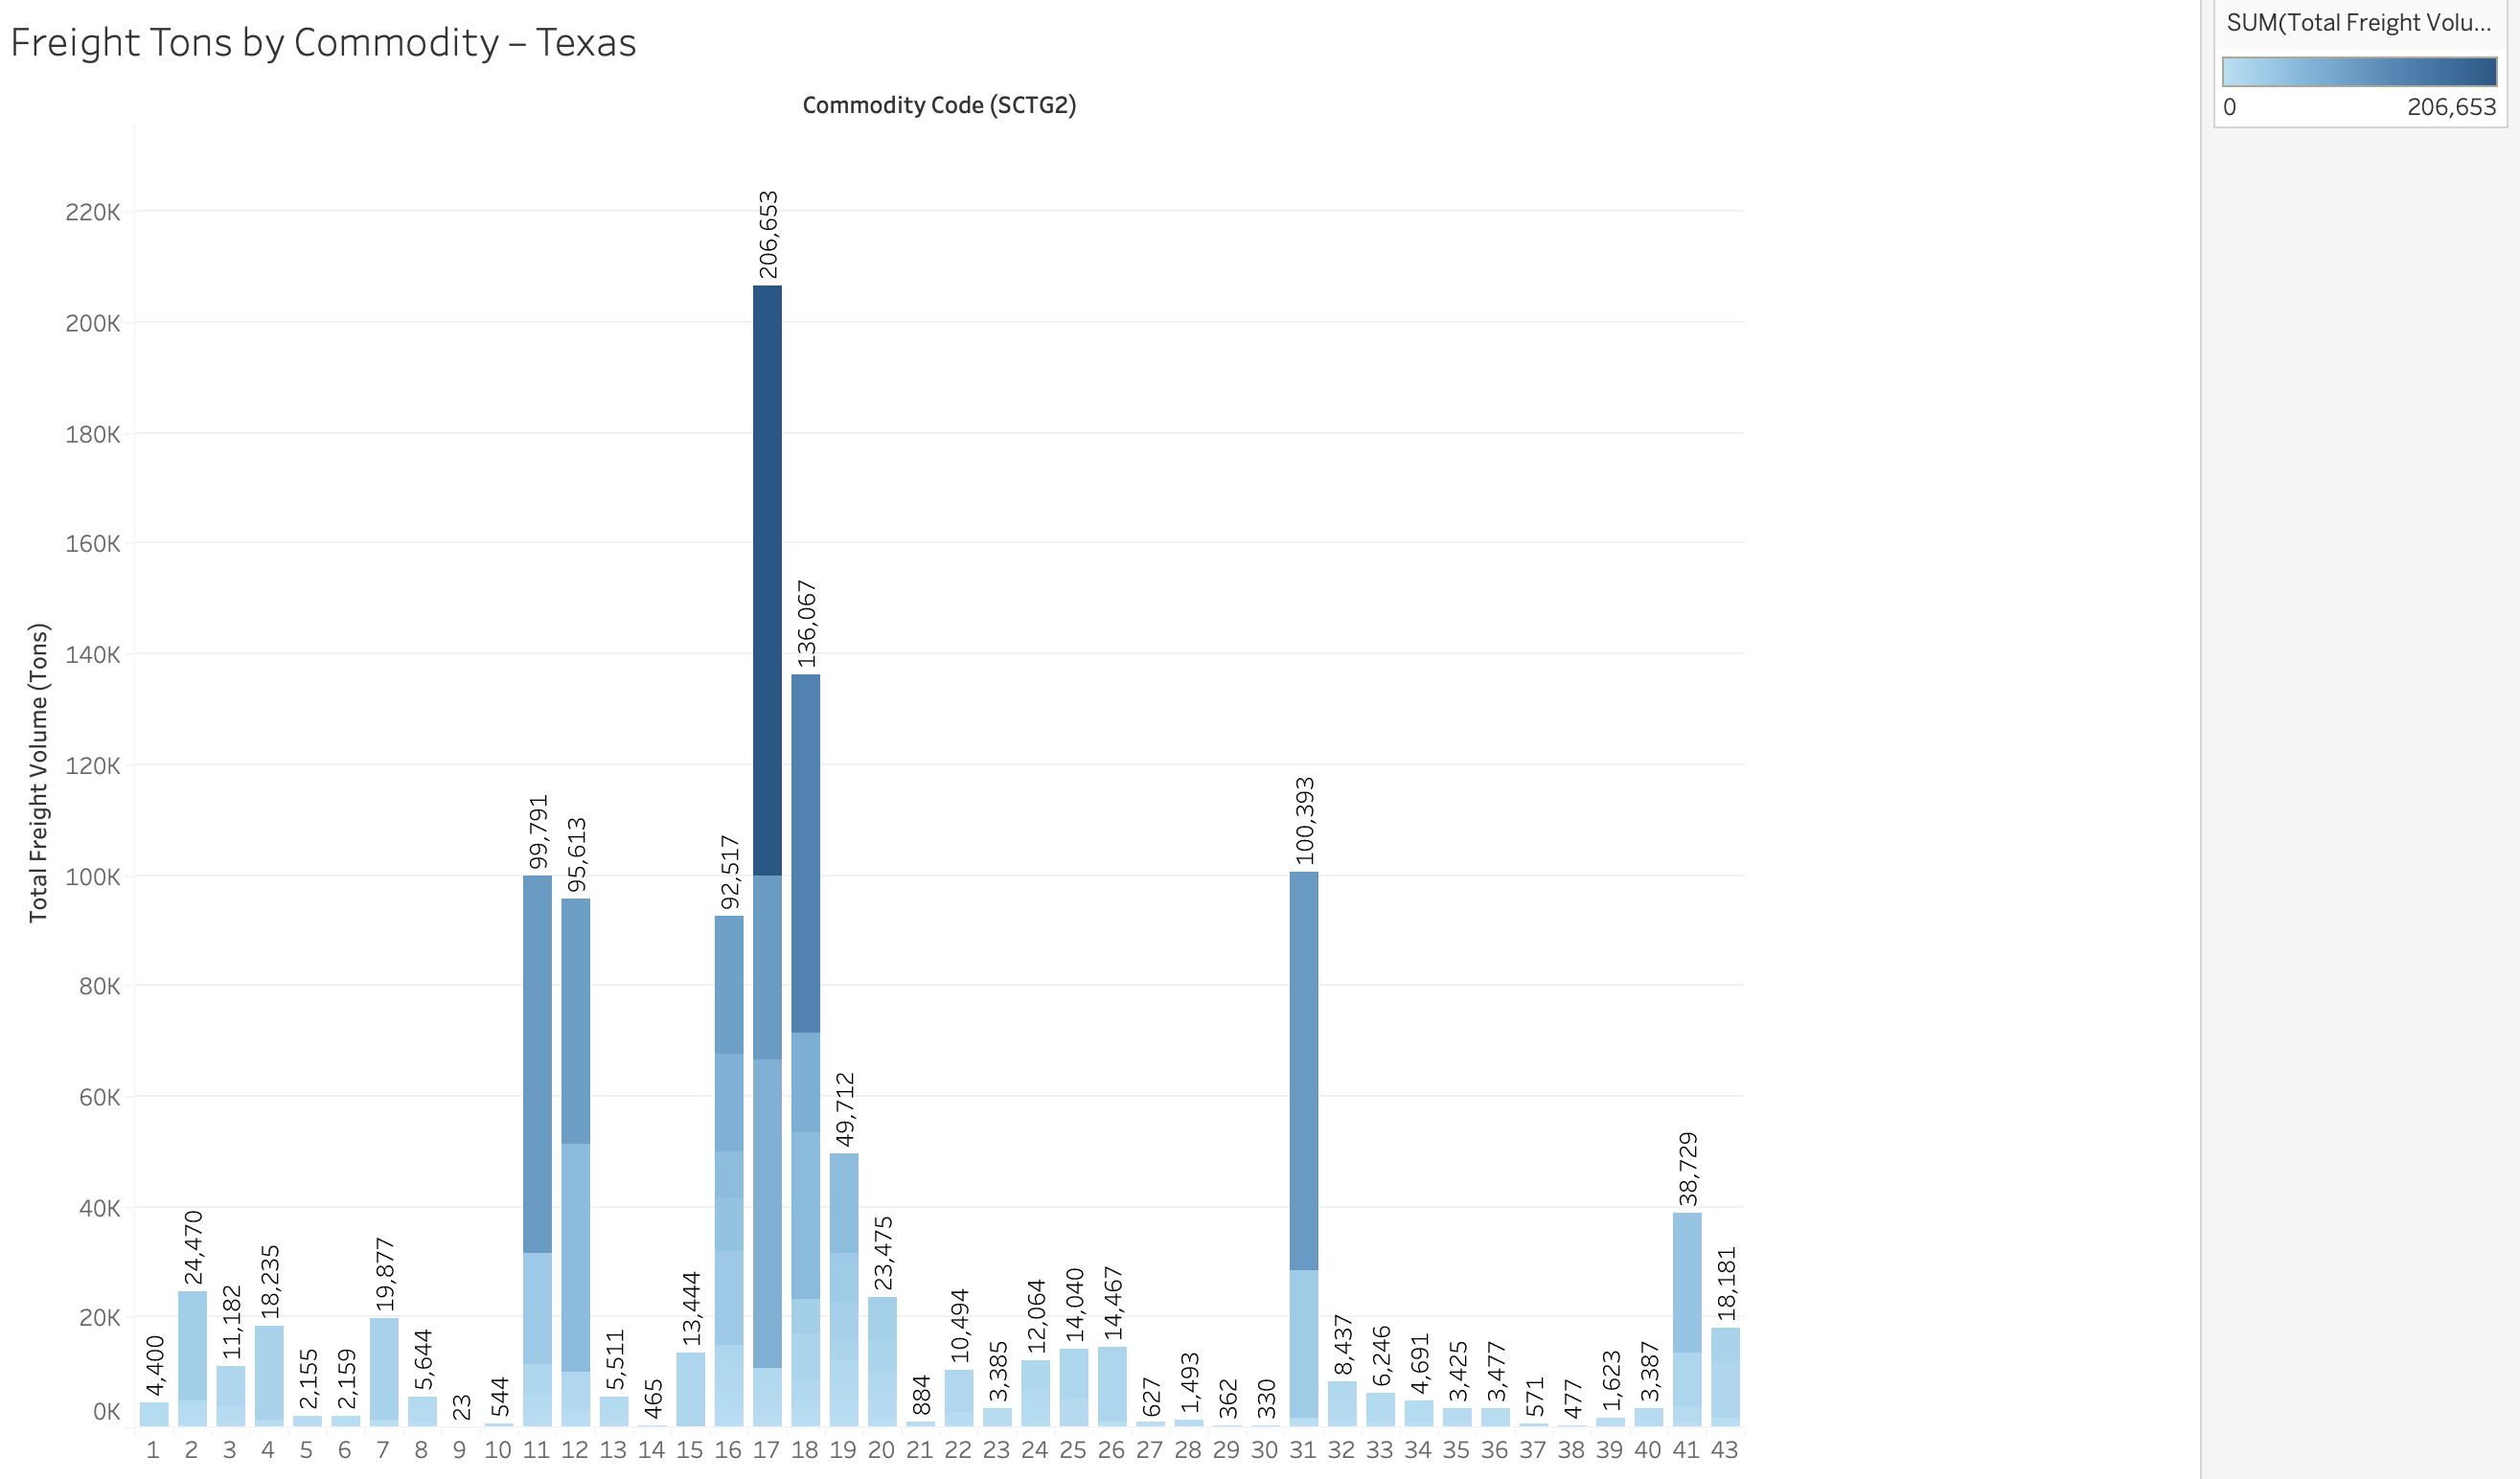 Freight Tons by Commodity – Texas
SUM(Total Freight Volu...
0 206,653
Commodity Code (SCTG2)
Total Freight Volume (Tons)
220K
200K
180K
160K
140K
120K
100K
80K
60K
40K
20K
0K
4,400
24,470
11,182
18,235
2,155
2,159
19,877
5,644
23
544
99,791
95,613
5,511
465
13,444
92,517
206,653
136,067
49,712
23,475
884
10,494
3,385
12,064
14,040
14,467
627
1,493
362
330
100,393
8,437
6,246
4,691
3,425
3,477
571
477
1,623
3,387
38,729
18,181
1 2 3 4 5 6 7 8 9 10 11 12 13 14 15 16 17 18 19 20 21 22 23 24 25 26 27 28 29 30 31 32 33 34 35 36 37 38 39 40 41 43